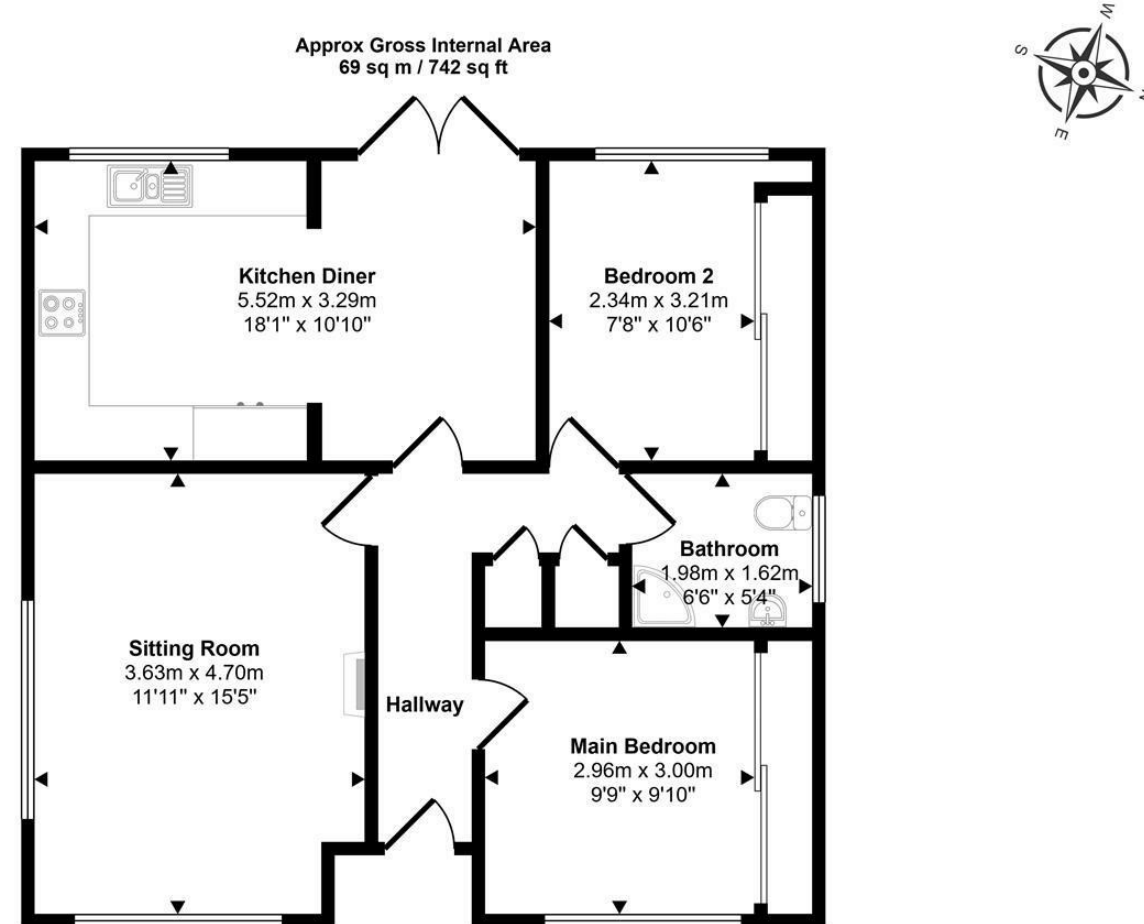 Approx Gross Internal Area
69 sq m / 742 sq ft
W
S
N
E
Kitchen Diner
5.52m x 3.29m
18'1" x 10'10"
Bedroom 2
2.34m x 3.21m
7'8" x 10'6"
Bathroom
1.98m x 1.62m
6'6" x 5'4"
Sitting Room
3.63m x 4.70m
11'11" x 15'5"
Hallway
Main Bedroom
2.96m x 3.00m
9'9" x 9'10"